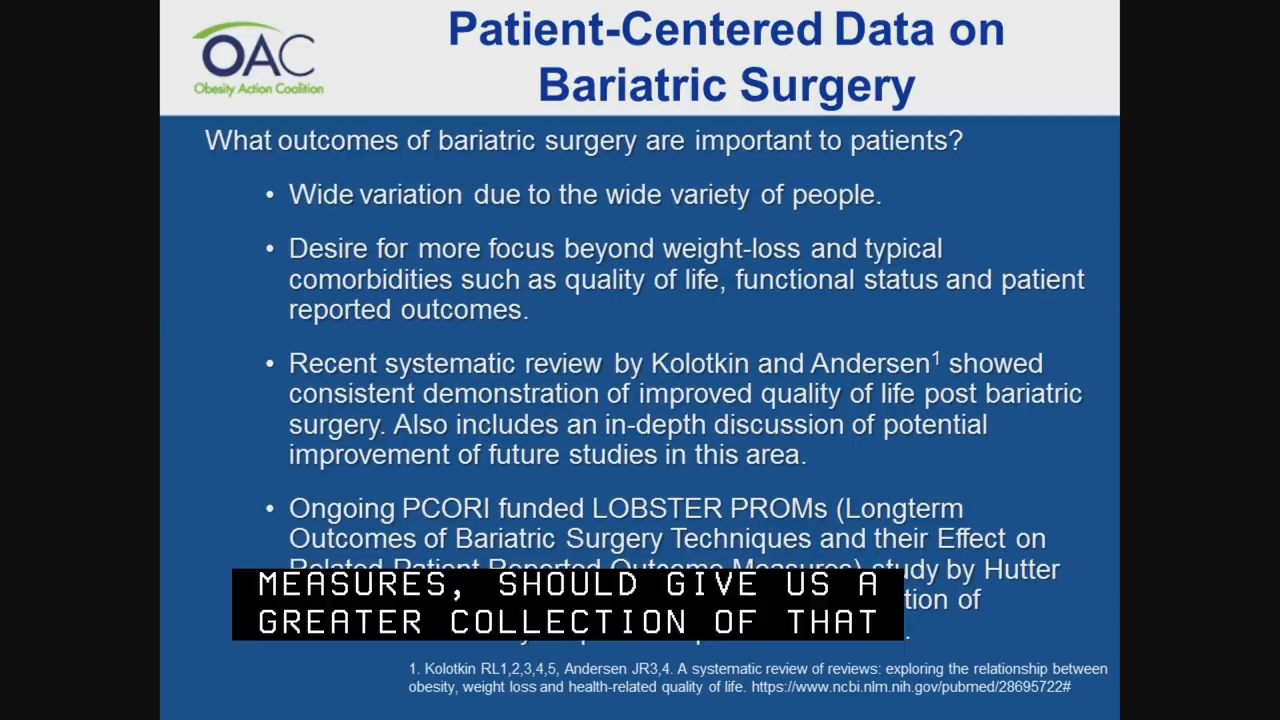 OAC
Obesity Action Coalition
Patient-Centered Data on
Bariatric Surgery
What outcomes of bariatric surgery are important to patients?
• Wide variation due to the wide variety of people.
• Desire for more focus beyond weight-loss and typical
comorbidities such as quality of life, functional status and patient
reported outcomes.
• Recent systematic review by Kolotkin and Andersen¹ showed
consistent demonstration of improved quality of life post bariatric
surgery. Also includes an in-depth discussion of potential
improvement of future studies in this area.
• Ongoing PCORI funded LOBSTER PROMs (Longterm
Outcomes of Bariatric Surgery Techniques and their Effect on
Related Patient Reported Outcome Measures) study by Hutter
MEASURES, SHOULD GIVE US A
GREATER COLLECTION OF THAT
of
1. Kolotkin RL1,2,3,4,5, Andersen JR3,4. A systematic review of reviews: exploring the relationship between
obesity, weight loss and health-related quality of life. https://www.ncbi.nlm.nih.gov/pubmed/28695722#